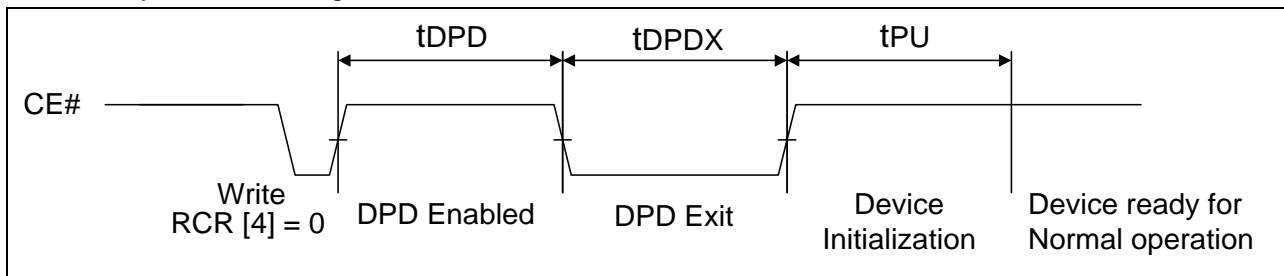 tDPD
tDPDX
tPU
CE#
Write
RCR [4] = 0
DPD Enabled
DPD Exit
Device
Initialization
Device ready for
Normal operation